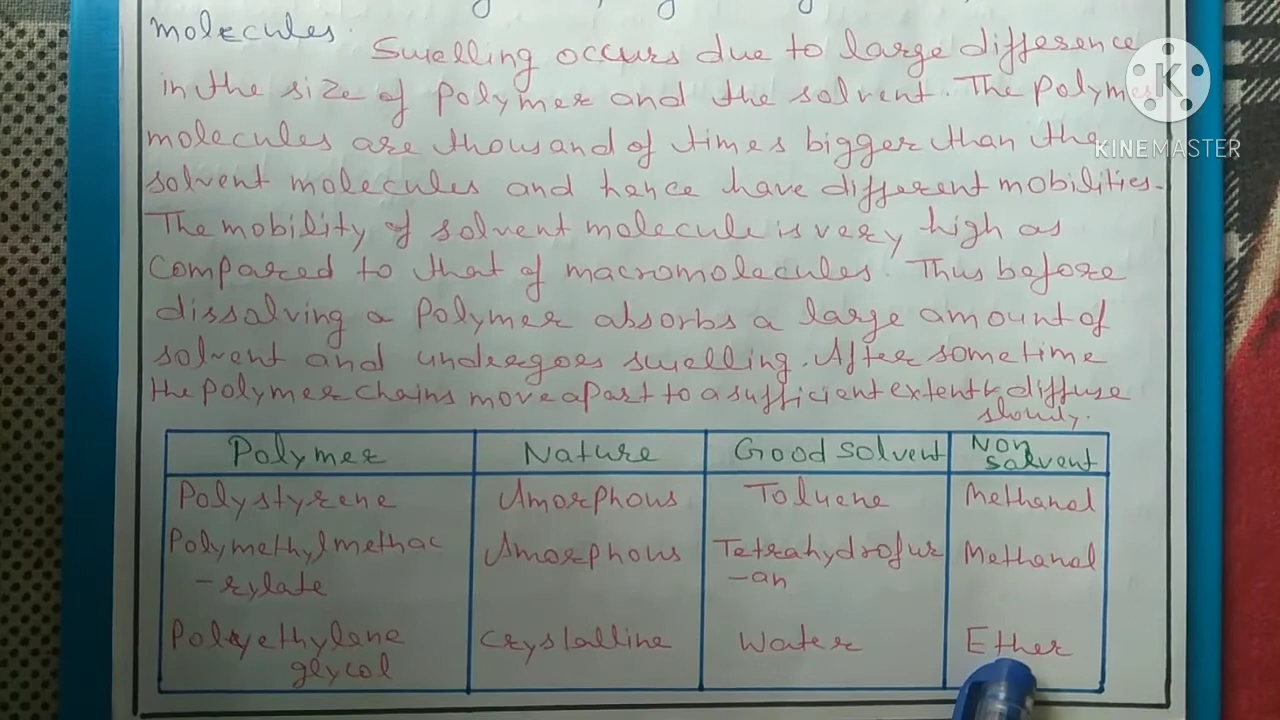 molecules.
Swelling occurs due to large difference
in the size of polymer and the solvent. The polymer
molecules are thousand of times bigger than the
solvent molecules and hence have different mobilities.
The mobility of solvent molecule is very high as
compared to that of macromolecules. Thus before
dissolving a polymer absorbs a large amount of
solvent and undergoes swelling. After sometime
the polymer chains move apart to a sufficient extent & diffuse
slowly.
Polymer Nature Good solvent Non solvent
Polystyrene Amorphous Toluene Methanol
Polymethylmethac Amorphous Tetrahydrofur Methanol
-rylate -an
Polyethylene Crystalline Water Ether
glycol
K
KINEMASTER